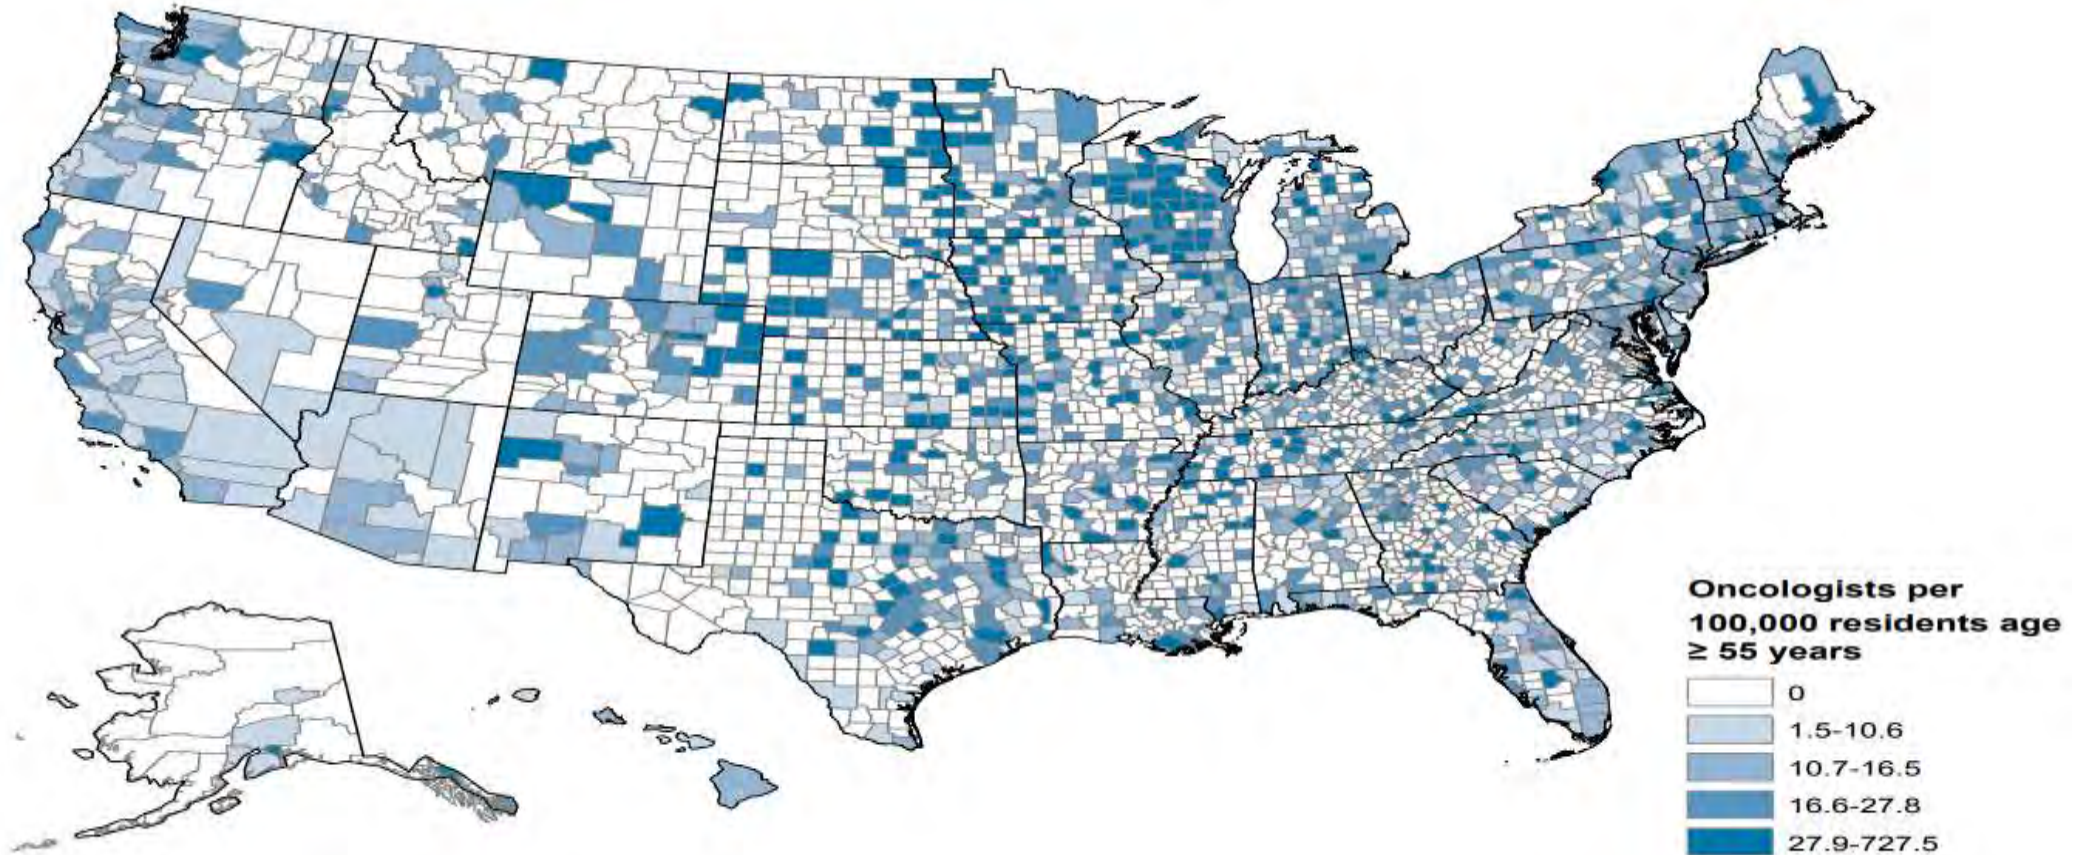 Oncologists per
100,000 residents age
≥ 55 years
0
1.5-10.6
10.7-16.5
16.6-27.8
27.9-727.5